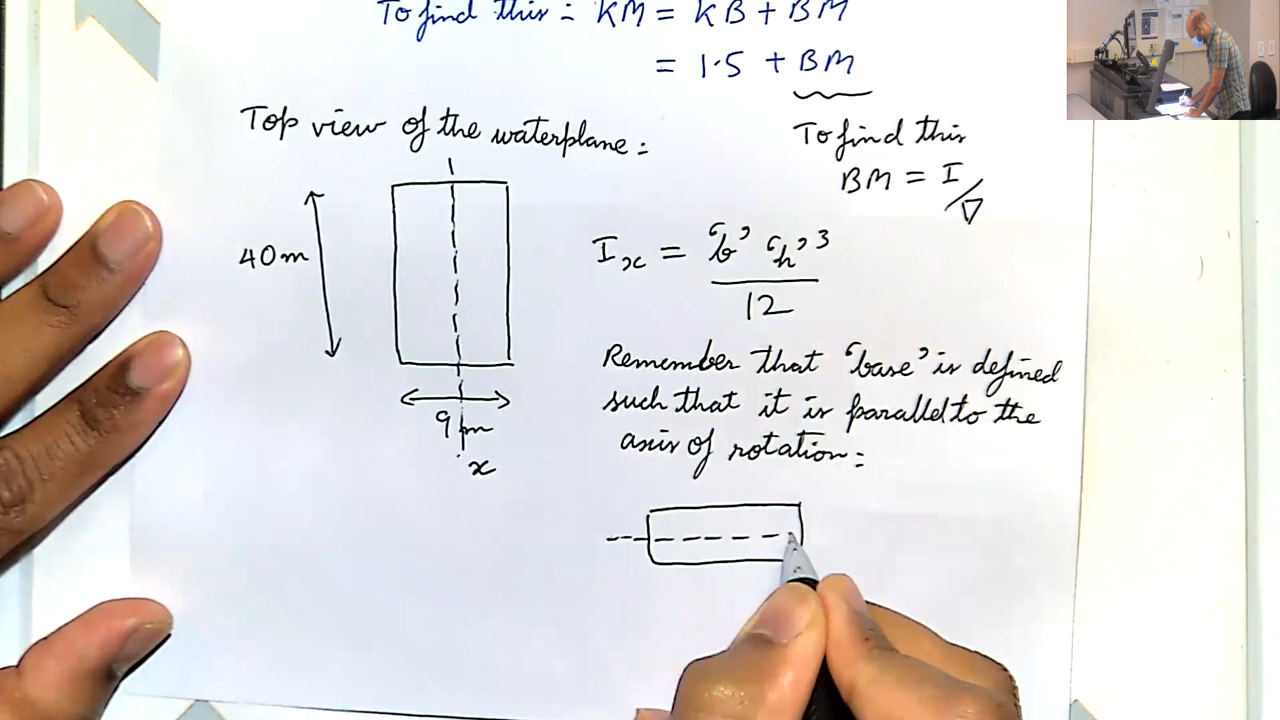 To find this : KM = KB + BM
= 1.5 + BM
Top view of the waterplane :
To find this
BM = I/∇
40m
Ix = 'b' 'h'³
12
Remember that 'base' is defined
such that it is parallel to the
axis of rotation :
9m
x